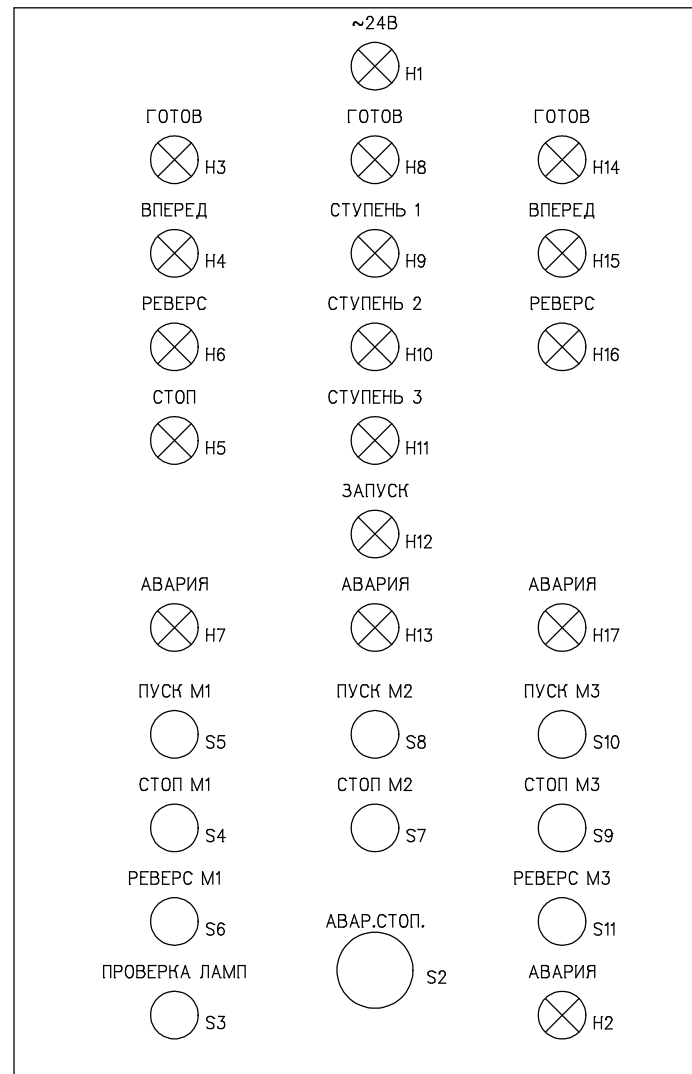 ~24В
H1
ГОТОВ ГОТОВ ГОТОВ
H3 H8 H14
ВПЕРЕД СТУПЕНЬ 1 ВПЕРЕД
H4 H9 H15
РЕВЕРС СТУПЕНЬ 2 РЕВЕРС
H6 H10 H16
СТОП СТУПЕНЬ 3
H5 H11
ЗАПУСК
H12
АВАРИЯ АВАРИЯ АВАРИЯ
H7 H13 H17
ПУСК М1 ПУСК М2 ПУСК М3
S5 S8 S10
СТОП М1 СТОП М2 СТОП М3
S4 S7 S9
РЕВЕРС М1 РЕВЕРС М3
S6 S11
АВАР.СТОП.
S2
ПРОВЕРКА ЛАМП АВАРИЯ
S3 H2